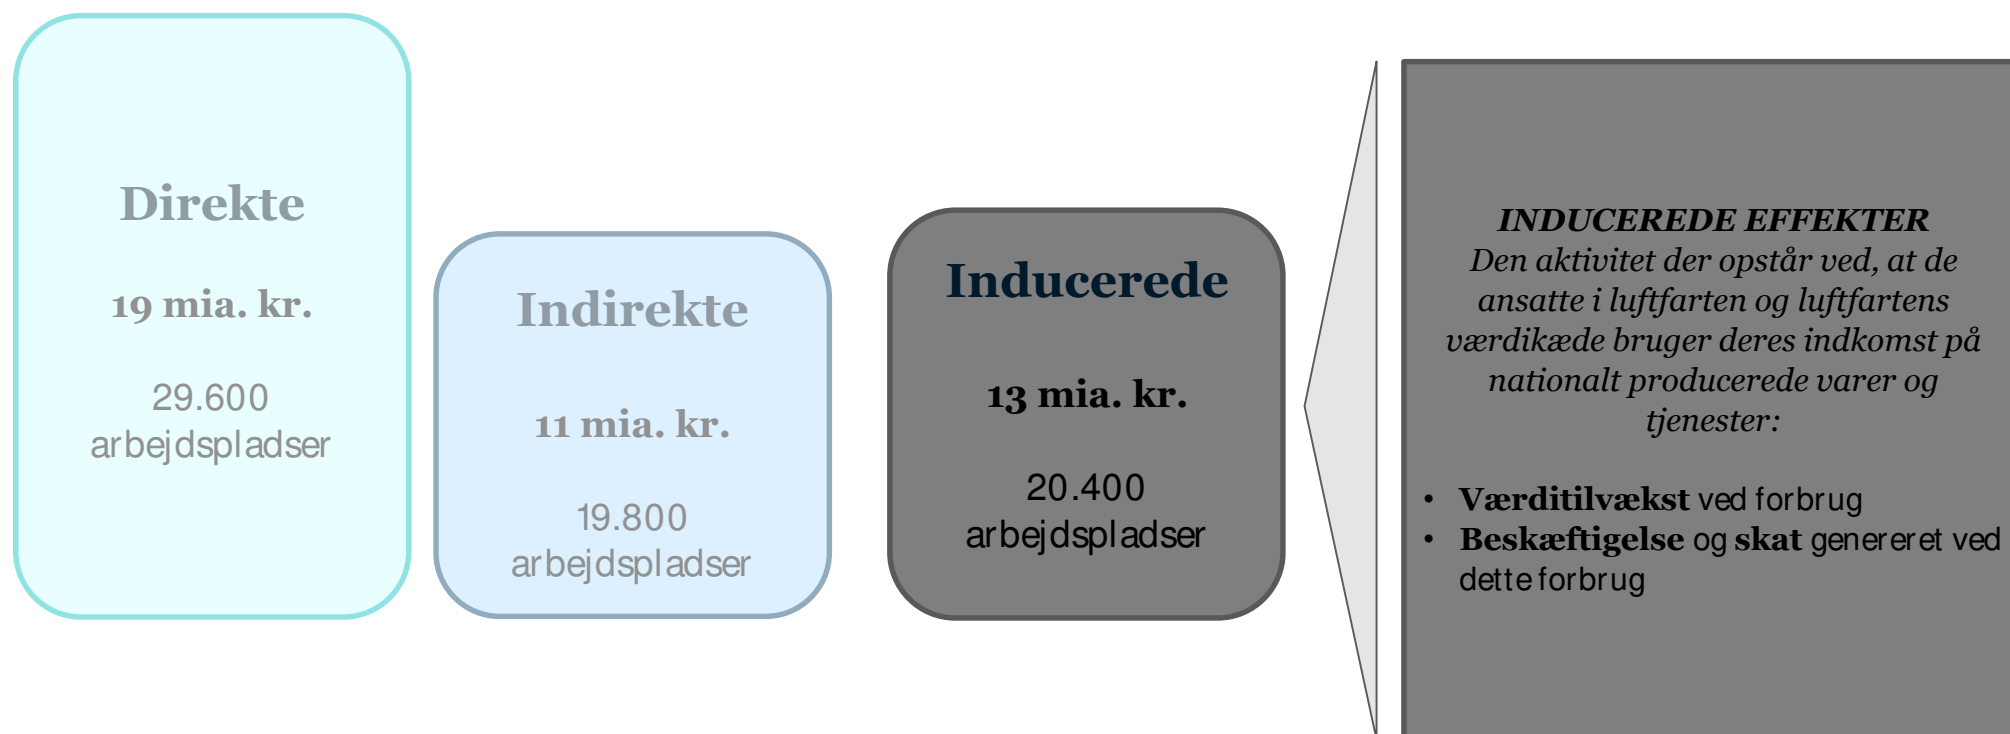 Direkte
19 mia. kr.
29.600
arbejdspladser
Indirekte
11 mia. kr.
19.800
arbejdspladser
Inducerede
13 mia. kr.
20.400
arbejdspladser
INDUCEREDE EFFEKTER
Den aktivitet der opstår ved, at de
ansatte i luftfarten og luftfartens
værdikæde bruger deres indkomst på
nationalt producerede varer og
tjenester:
• Værditilvækst ved forbrug
• Beskæftigelse og skat genereret ved
dette forbrug